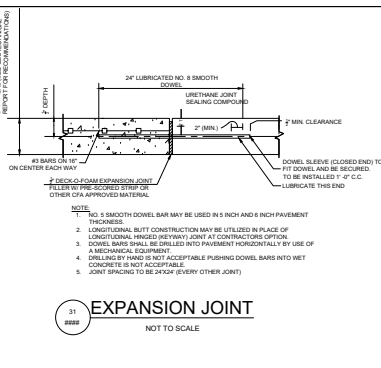 REPORT FOR RECOMMENDATIONS)
24" LUBRICATED NO. 8 SMOOTH
DOWEL
URETHANE JOINT
SEALING COMPOUND
DEPTH
2" (MIN.)
MIN. CLEARANCE
#3 BARS ON 16"
ON CENTER EACH WAY
DECK-O-FOAM EXPANSION JOINT
FILLER W/ PRE-SCORED STRIP OR
OTHER CFA APPROVED MATERIAL
DOWEL SLEEVE (CLOSED END) TO
FIT DOWEL AND BE SECURED.
TO BE INSTALLED 1'-0" C.C.
LUBRICATE THIS END
NOTE:
1. NO. 5 SMOOTH DOWEL BAR MAY BE USED IN 5 INCH AND 6 INCH PAVEMENT
THICKNESS.
2. LONGITUDINAL BUTT CONSTRUCTION MAY BE UTILIZED IN PLACE OF
LONGITUDINAL HINGED (KEYWAY) JOINT AT CONTRACTORS OPTION.
3. DOWEL BARS SHALL BE DRILLED INTO PAVEMENT HORIZONTALLY BY USE OF
A MECHANICAL EQUIPMENT.
4. DRILLING BY HAND IS NOT ACCEPTABLE PUSHING DOWEL BARS INTO WET
CONCRETE IS NOT ACCEPTABLE.
5. JOINT SPACING TO BE 24'X24' (EVERY OTHER JOINT)
31
####
EXPANSION JOINT
NOT TO SCALE